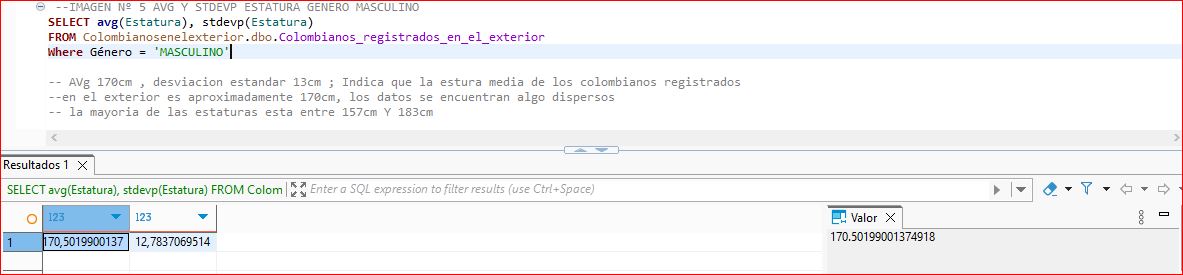 --IMAGEN Nº 5 AVG Y STDEVP ESTATURA GENERO MASCULINO
SELECT avg(Estatura), stdevp(Estatura)
FROM Colombianosenelexterior.dbo.Colombianos_registrados_en_el_exterior
Where Género = 'MASCULINO'
-- AVg 170cm , desviacion estandar 13cm ; Indica que la estura media de los colombianos registrados
--en el exterior es aproximadamente 170cm, los datos se encuentran algo dispersos
-- la mayoria de las estaturas esta entre 157cm Y 183cm
Resultados 1
SELECT avg(Estatura), stdevp(Estatura) FROM Colom
Enter a SQL expression to filter results (use Ctrl+Space)
123 123
1 170,5019900137 12,7837069514
Valor
170.50199001374918